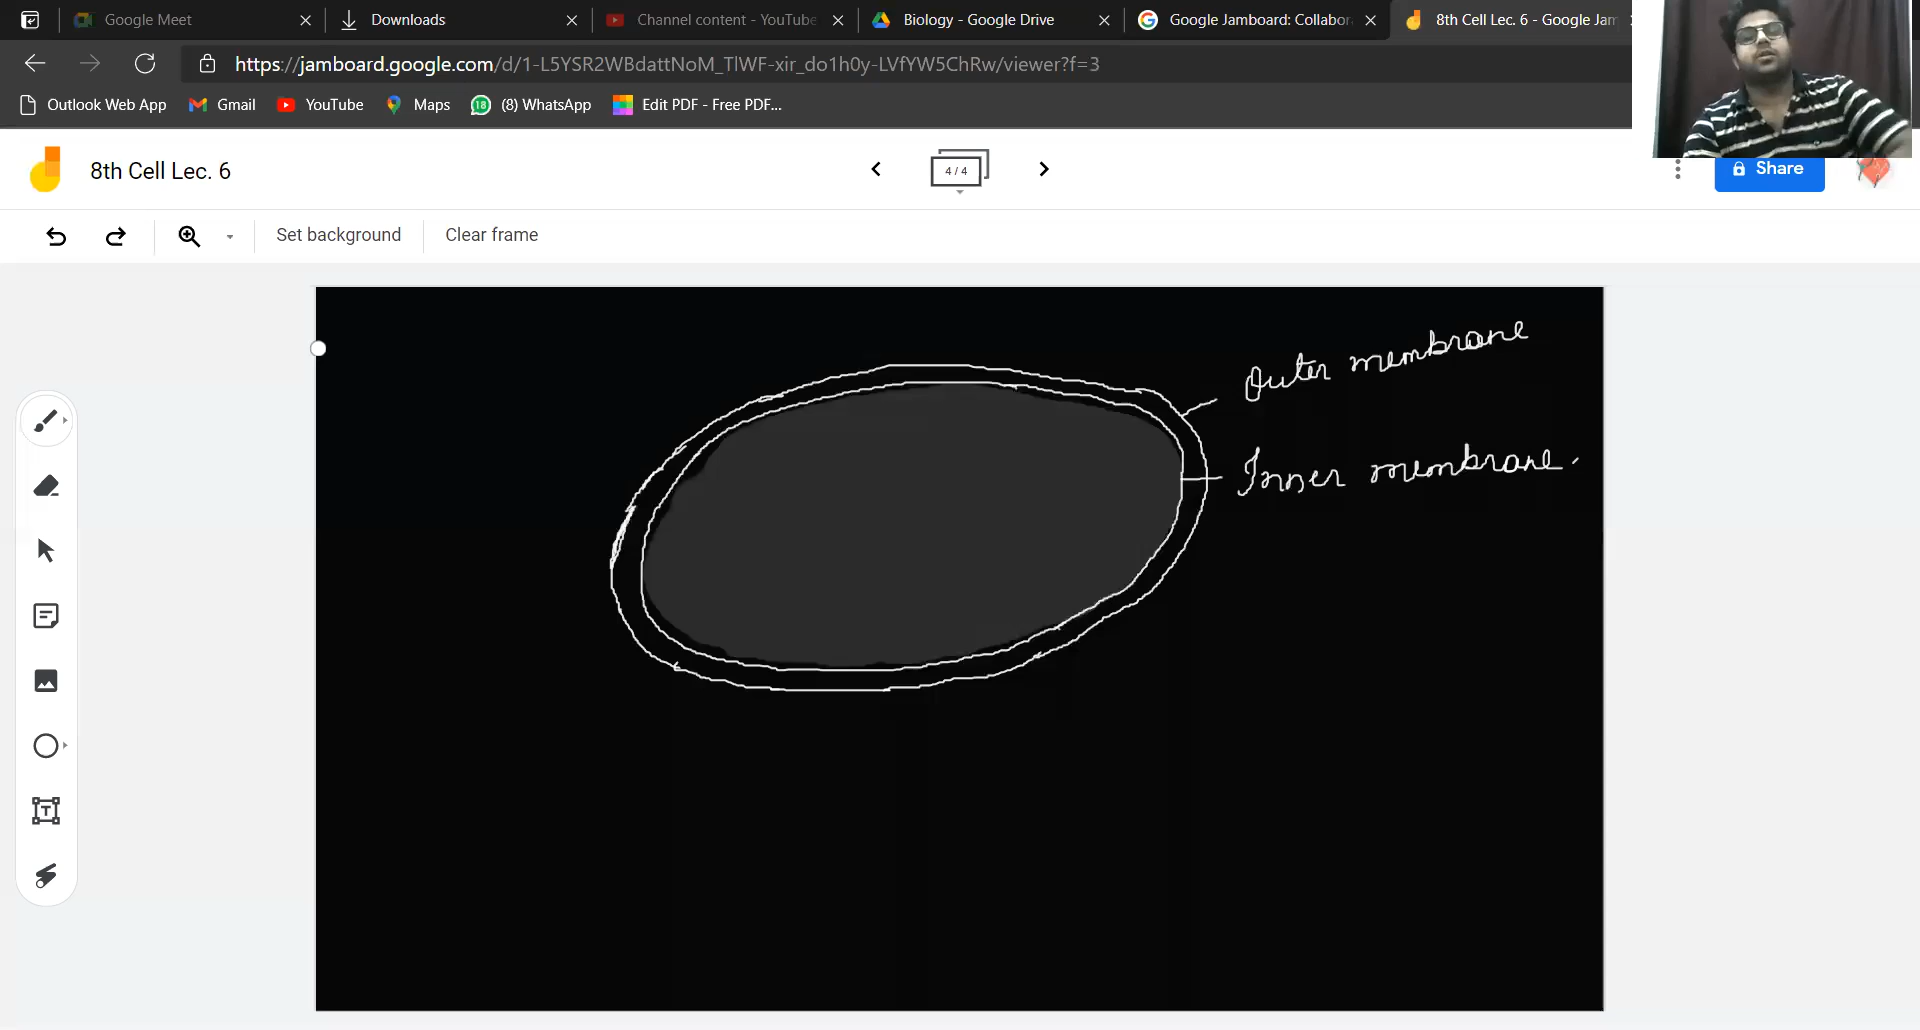 Google Meet
Downloads
Channel content - YouTube
Biology - Google Drive
Google Jamboard: Collabor
8th Cell Lec. 6 - Google Jam
https://jamboard.google.com/d/1-L5YSR2WBdattNoM_TlWF-xir_do1h0y-LVfYW5ChRw/viewer?f=3
Outlook Web App
Gmail
YouTube
Maps
18
(8) WhatsApp
Edit PDF - Free PDF...
8th Cell Lec. 6
4 / 4
Share
Set background
Clear frame
Outer membrane
Inner membrane.